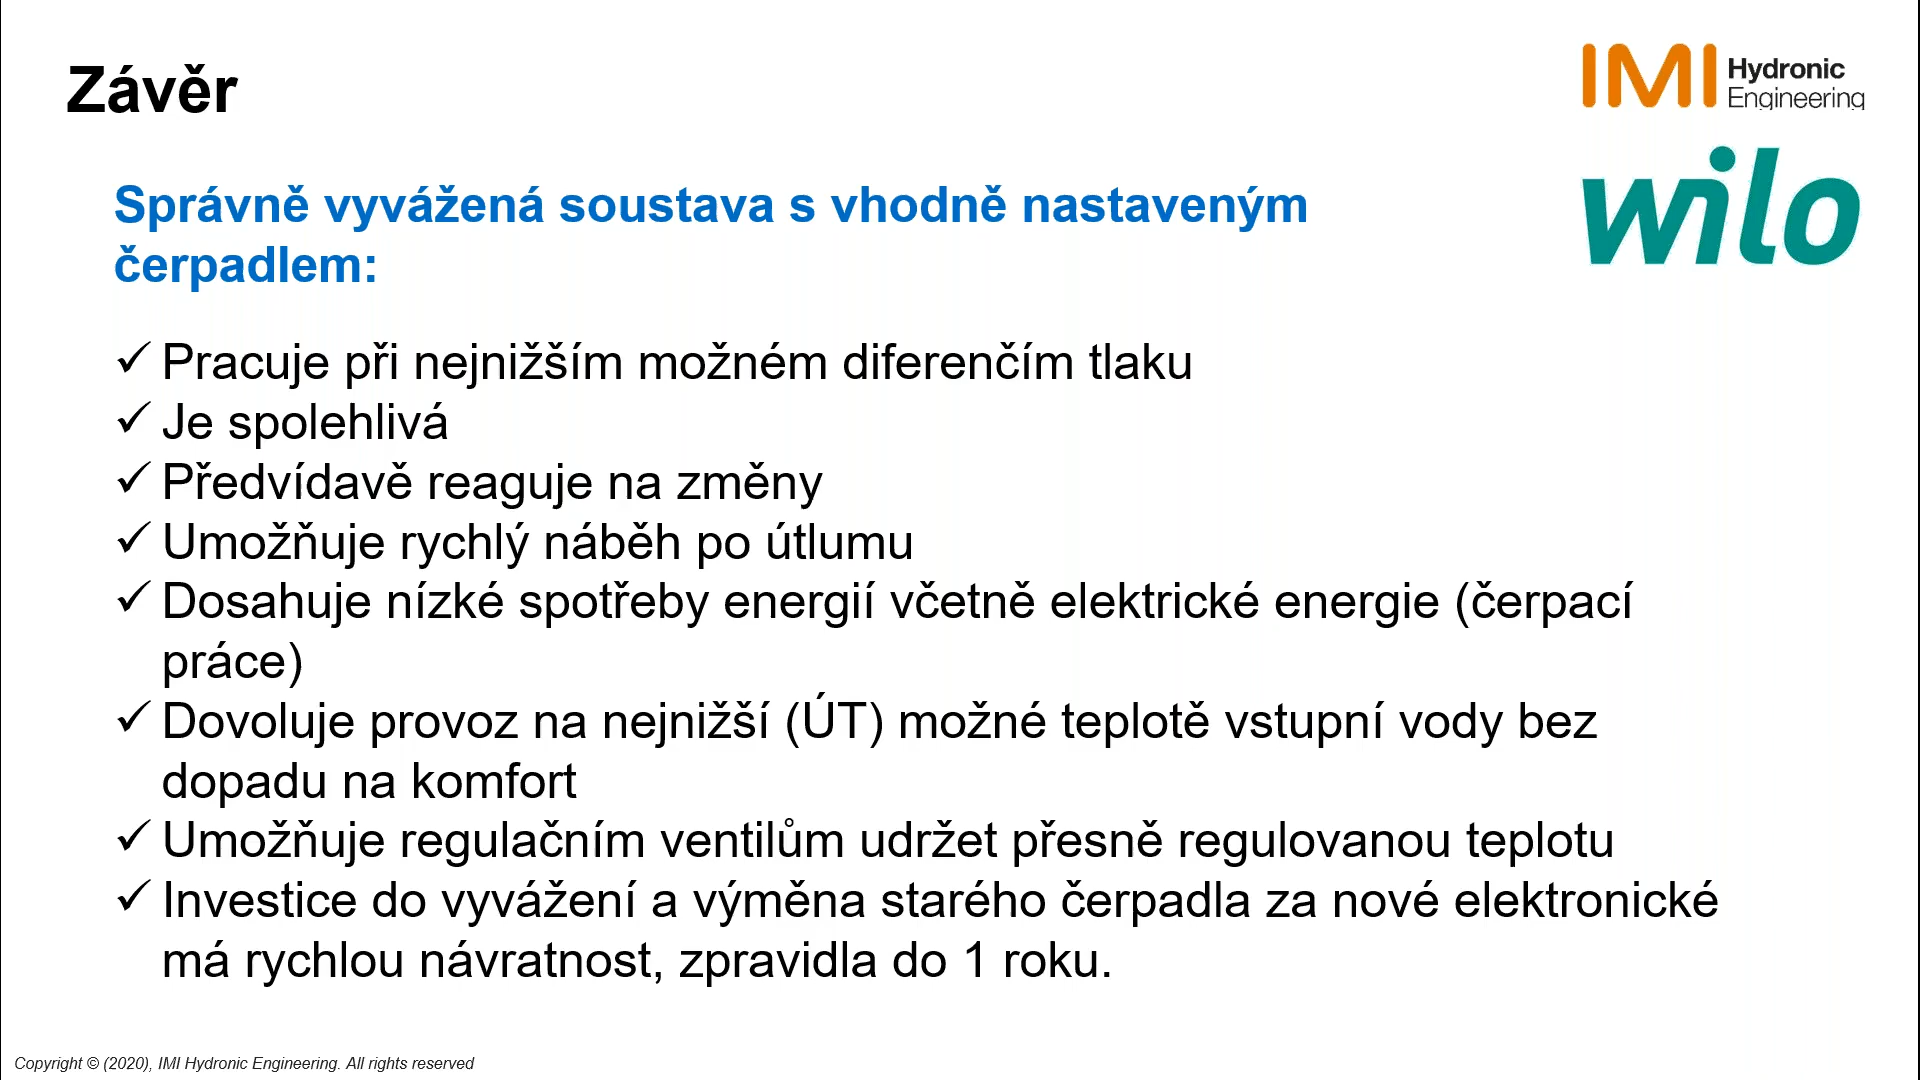 Závěr
IMI Hydronic
Engineering
wilo
Správně vyvážená soustava s vhodně nastaveným
čerpadlem:
✓ Pracuje při nejnižším možném diferenčím tlaku
✓ Je spolehlivá
✓ Předvídavě reaguje na změny
✓ Umožňuje rychlý náběh po útlumu
✓ Dosahuje nízké spotřeby energií včetně elektrické energie (čerpací
práce)
✓ Dovoluje provoz na nejnižší (ÚT) možné teplotě vstupní vody bez
dopadu na komfort
✓ Umožňuje regulačním ventilům udržet přesně regulovanou teplotu
✓ Investice do vyvážení a výměna starého čerpadla za nové elektronické
má rychlou návratnost, zpravidla do 1 roku.
Copyright © (2020), IMI Hydronic Engineering. All rights reserved